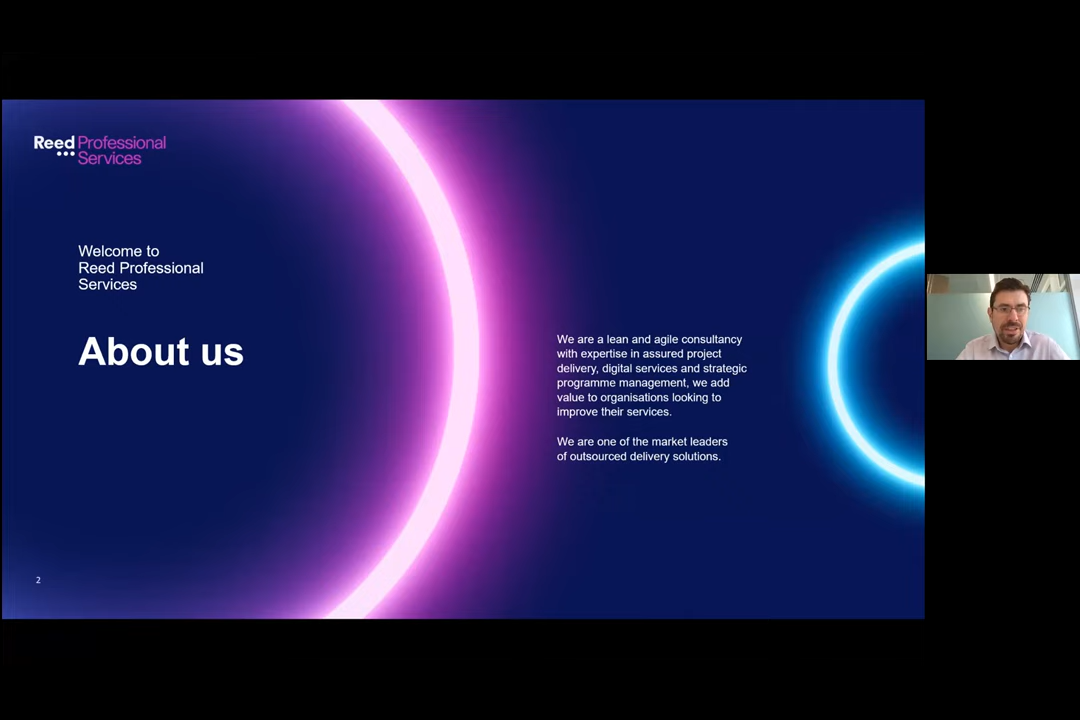 Reed Professional
Services
Welcome to
Reed Professional
Services
About us
We are a lean and agile consultancy
with expertise in assured project
delivery, digital services and strategic
programme management, we add
value to organisations looking to
improve their services.
We are one of the market leaders
of outsourced delivery solutions.
2